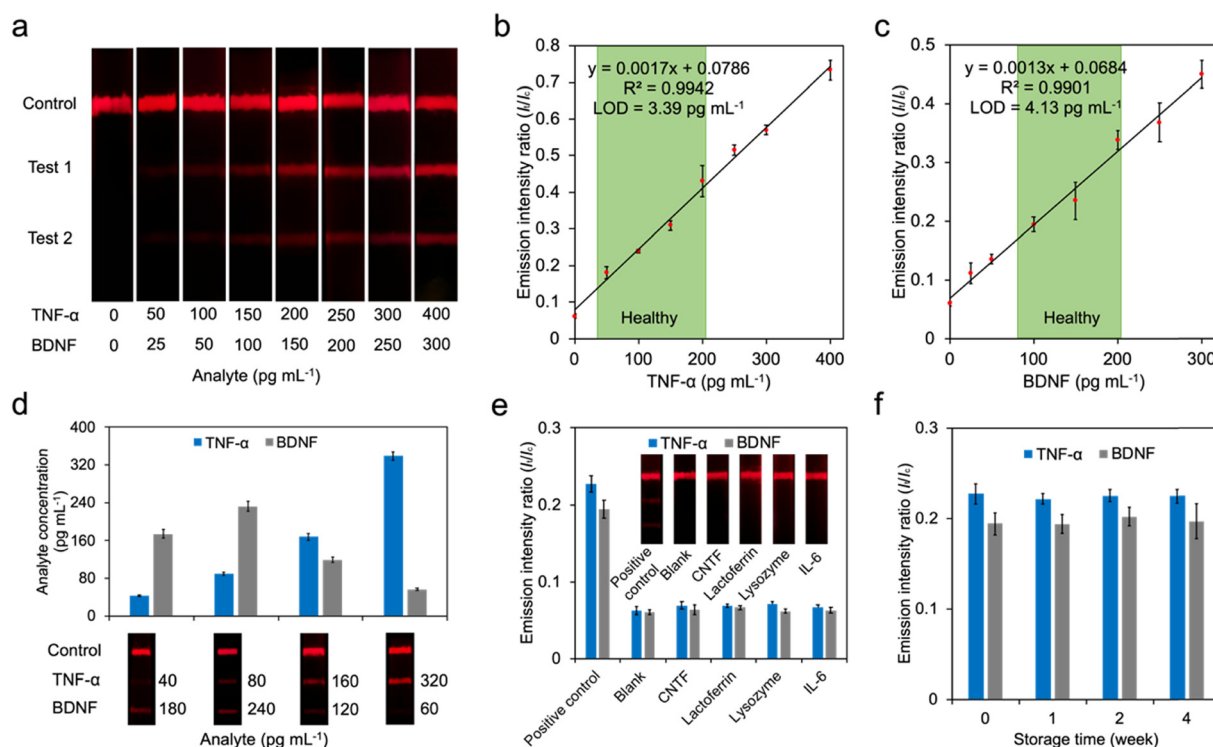 a
Control
Test 1
Test 2
TNF-α 0 50 100 150 200 250 300 400
BDNF 0 25 50 100 150 200 250 300
Analyte (pg mL⁻¹)
b
Emission intensity ratio (Iₜ/I꜀)
0.8
0.7
0.6
0.5
0.4
0.3
0.2
0.1
0
y = 0.0017x + 0.0786
R² = 0.9942
LOD = 3.39 pg mL⁻¹
Healthy
0 100 200 300 400
TNF-α (pg mL⁻¹)
c
Emission intensity ratio (Iₜ/I꜀)
0.5
0.4
0.3
0.2
0.1
0
y = 0.0013x + 0.0684
R² = 0.9901
LOD = 4.13 pg mL⁻¹
Healthy
0 100 200 300
BDNF (pg mL⁻¹)
d
Analyte concentration
(pg mL⁻¹)
400
320
240
160
80
0
TNF-α BDNF
Control
TNF-α 40 80 160 320
BDNF 180 240 120 60
Analyte (pg mL⁻¹)
e
Emission intensity ratio (Iₜ/I꜀)
0.3
0.2
0.1
0
TNF-α BDNF
Positive
control
Blank
CNTF
Lactoferrin
Lysozyme
IL-6
Positive control
Blank
CNTF
Lactoferrin
Lysozyme
IL-6
f
Emission intensity ratio (Iₜ/I꜀)
0.3
0.2
0.1
0
TNF-α BDNF
0 1 2 4
Storage time (week)